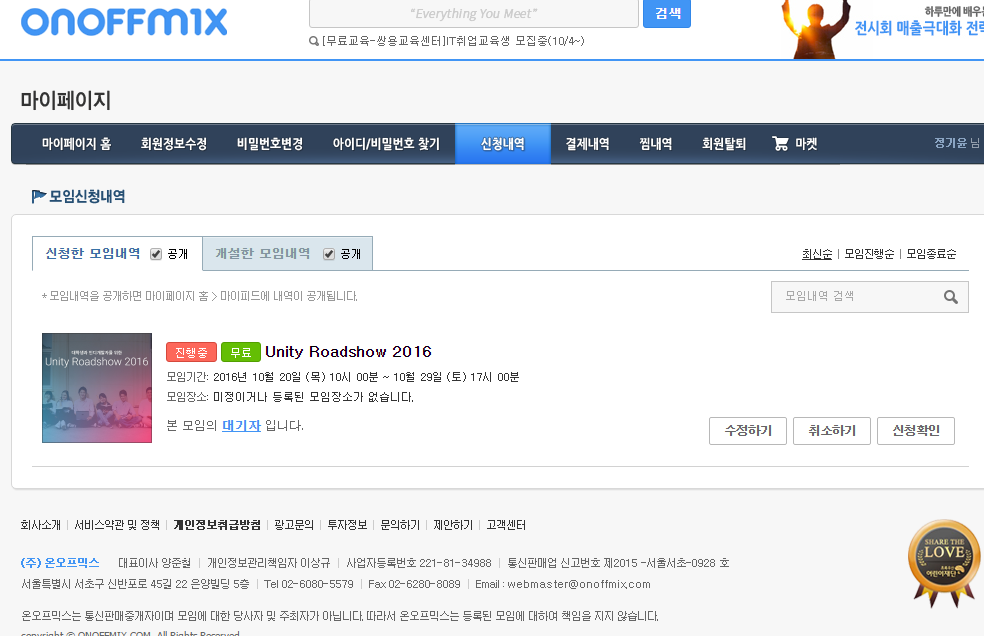 ONOFFMIX
"Everything You Meet"
검색
[무료교육-쌍용교육센터]IT취업교육생 모집중(10/4~)
하루만에 배우는
전시회 매출극대화 전략
마이페이지
마이페이지 홈 회원정보수정 비밀번호변경 아이디/비밀번호 찾기 신청내역 결제내역 찜내역 회원탈퇴 마켓 정기윤 님
모임신청내역
신청한 모임내역 공개 개설한 모임내역 공개
최신순 | 모임진행순 | 모임종료순
* 모임내역을 공개하면 마이페이지 홈 > 마이피드에 내역이 공개됩니다.
모임내역 검색
대학생과 인디개발자를 위한
Unity Roadshow 2016
진행중 무료 Unity Roadshow 2016
모임기간: 2016년 10월 20일 (목) 10시 00분 ~ 10월 29일 (토) 17시 00분
모임장소: 미정이거나 등록된 모임장소가 없습니다.
본 모임의 대기자 입니다.
수정하기 취소하기 신청확인
회사소개 | 서비스약관 및 정책 | 개인정보취급방침 | 광고문의 | 투자정보 | 문의하기 | 제안하기 | 고객센터
(주) 온오프믹스 대표이사 양준철 | 개인정보관리책임자 이상규 | 사업자등록번호 221-81-34986 | 통신판매업 신고번호 제2015 -서울서초-0928 호
서울특별시 서초구 신반포로 45길 22 은양빌딩 5층 | Tel 02-6080-5579 | Fax 02-6280-8089 | Email : webmaster@onoffmix.com
SHARE THE
LOVE
어린이재단
온오프믹스는 통신판매중개자이며 모임에 대한 당사자 및 주최자가 아닙니다. 따라서 온오프믹스는 등록된 모임에 대하여 책임을 지지 않습니다.
copyright © ONOFFMIX.COM. All Rights Reserved.